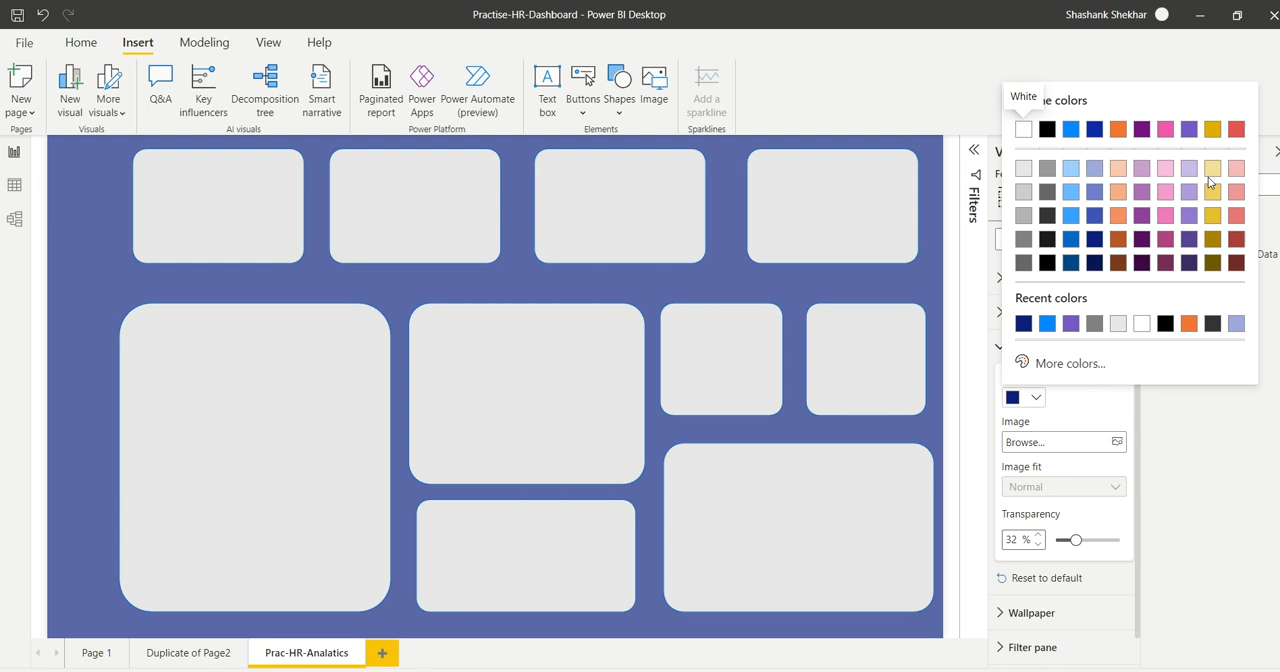 Practise-HR-Dashboard - Power BI Desktop
Shashank Shekhar
File Home Insert Modeling View Help
New page
New visual
More visuals
Q&A
Key influencers
Decomposition tree
Smart narrative
Paginated report
Power Apps
Power Automate (preview)
Text box
Buttons
Shapes
Image
Add a sparkline
Pages
Visuals
AI visuals
Power Platform
Elements
Sparklines
Filters
White
colors
Recent colors
More colors...
Data
Image
Browse...
Image fit
Normal
Transparency
32 %
Reset to default
Wallpaper
Filter pane
Page 1
Duplicate of Page2
Prac-HR-Analatics